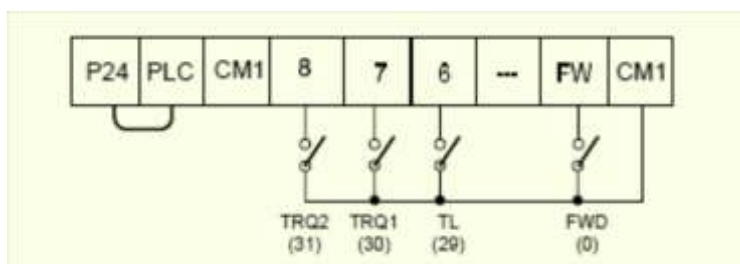 P24 PLC CM1 8 7 6 --- FW CM1
TRQ2 TRQ1 TL FWD
(31) (30) (29) (0)